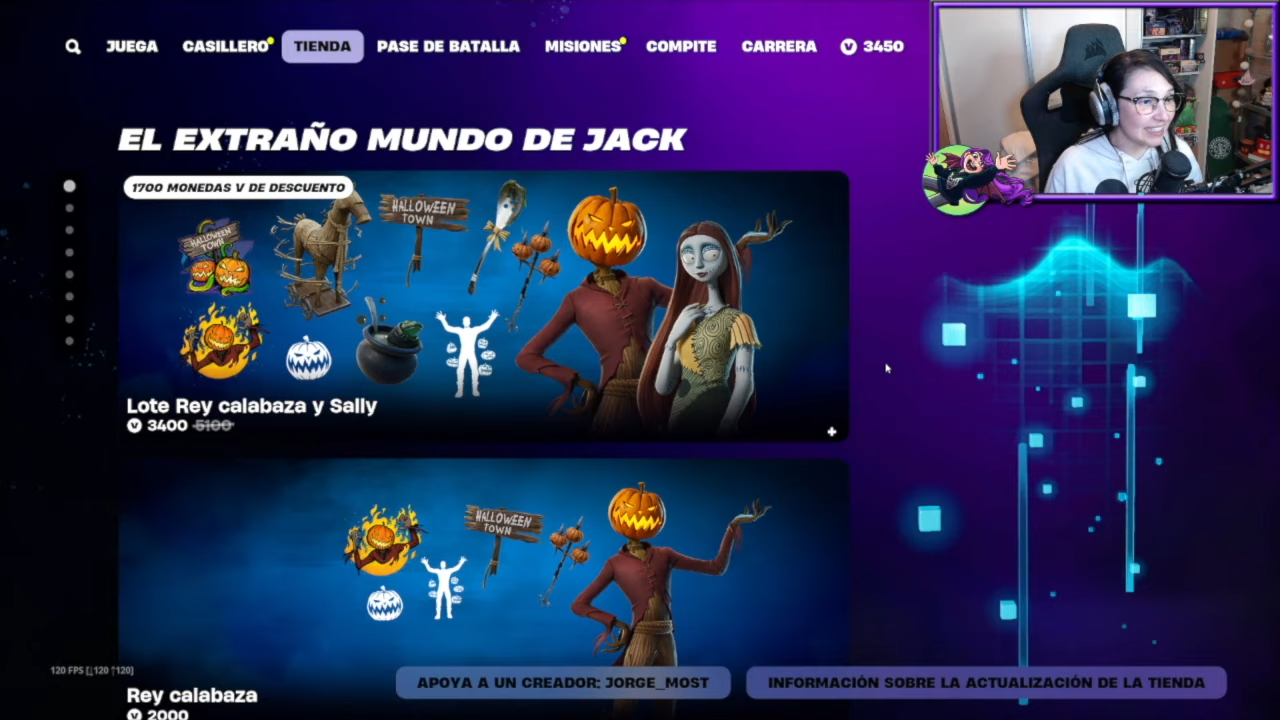 JUEGA CASILLERO TIENDA PASE DE BATALLA MISIONES COMPITE CARRERA 3450
EL EXTRAÑO MUNDO DE JACK
1700 MONEDAS V DE DESCUENTO
HALLOWEEN
TOWN
HALLOWEEN
TOWN
Lote Rey calabaza y Sally
3400 5100
HALLOWEEN
TOWN
120 FPS [↓120 ↑120]
APOYA A UN CREADOR: JORGE_MOST
INFORMACIÓN SOBRE LA ACTUALIZACIÓN DE LA TIENDA
Rey calabaza
2000